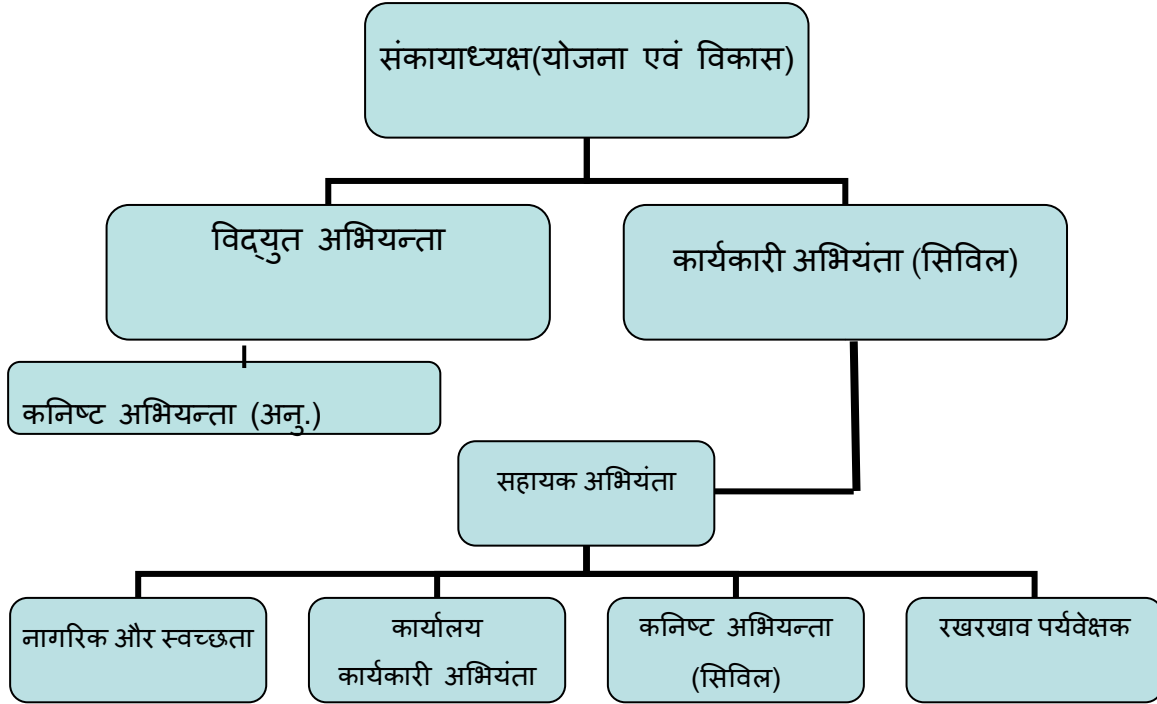 संकायाध्यक्ष(योजना एवं विकास)
विद्‌युत अभियन्ता
कार्यकारी अभियंता (सिविल)
कनिष्ट अभियन्ता (अनु.)
सहायक अभियंता
नागरिक और स्वच्छता
कार्यालय
कार्यकारी अभियंता
कनिष्ट अभियन्ता
(सिविल)
रखरखाव पर्यवेक्षक